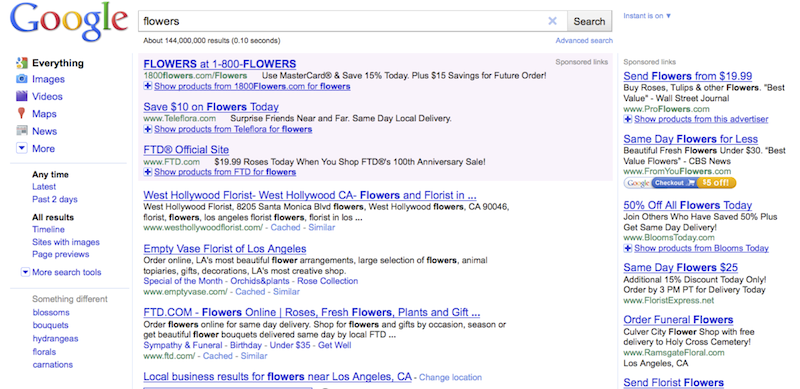 Google
flowers
Search
Instant is on ▼
About 144,000,000 results (0.10 seconds)
Advanced search
Everything
Images
Videos
Maps
News
More
Any time
Latest
Past 2 days
All results
Timeline
Sites with images
Page previews
More search tools
Something different
blossoms
bouquets
hydrangeas
florals
carnations
Sponsored links
FLOWERS at 1-800-FLOWERS
1800flowers.com/Flowers Use MasterCard® & Save 15% Today. Plus $15 Savings for Future Order!
Show products from 1800Flowers.com for flowers
Save $10 on Flowers Today
www.Teleflora.com Surprise Friends Near and Far. Same Day Local Delivery.
Show products from Teleflora for flowers
FTD® Official Site
www.FTD.com $19.99 Roses Today When You Shop FTD®'s 100th Anniversary Sale!
Show products from FTD for flowers
West Hollywood Florist- West Hollywood CA- Flowers and Florist in ...
West Hollywood Florist, 8205 Santa Monica Blvd flowers, West Hollywood flowers, CA 90046,
florist, flowers, los angeles florist flowers, florist in los ...
www.westhollywoodflorist.com/ - Cached - Similar
Empty Vase Florist of Los Angeles
Order online, LA's most beautiful flower arrangements, large selection of flowers, animal
topiaries, gifts, decorations, LA's most creative shop.
Special of the Month - Orchids&plants - Rose Collection
www.emptyvase.com/ - Cached - Similar
FTD.COM - Flowers Online | Roses, Fresh Flowers, Plants and Gift ...
Order flowers online for same day delivery. Shop for flowers and gifts by occasion, season or
get beautiful flower bouquets delivered same day by local FTD ...
Sympathy & Funeral - Birthday - Under $35 - Get Well
www.ftd.com/ - Cached - Similar
Local business results for flowers near Los Angeles, CA - Change location
Sponsored links
Send Flowers from $19.99
Buy Roses, Tulips & other Flowers. "Best
Value" - Wall Street Journal
www.ProFlowers.com
Show products from this advertiser
Same Day Flowers for Less
Beautiful Fresh Flowers Under $30. "Best
Value Flowers" - CBS News
www.FromYouFlowers.com
Google Checkout $5 off!
50% Off All Flowers Today
Join Others Who Have Saved 50% Plus
Get Same Day Delivery!
www.BloomsToday.com
Show products from Blooms Today
Same Day Flowers $25
Additional 15% Discount Today Only!
Order by 3 PM PT for Delivery Today
www.FloristExpress.net
Order Funeral Flowers
Culver City Flower Shop with free
delivery to Holy Cross Cemetery!
www.RamsgateFloral.com
Los Angeles, CA
Send Florist Flowers